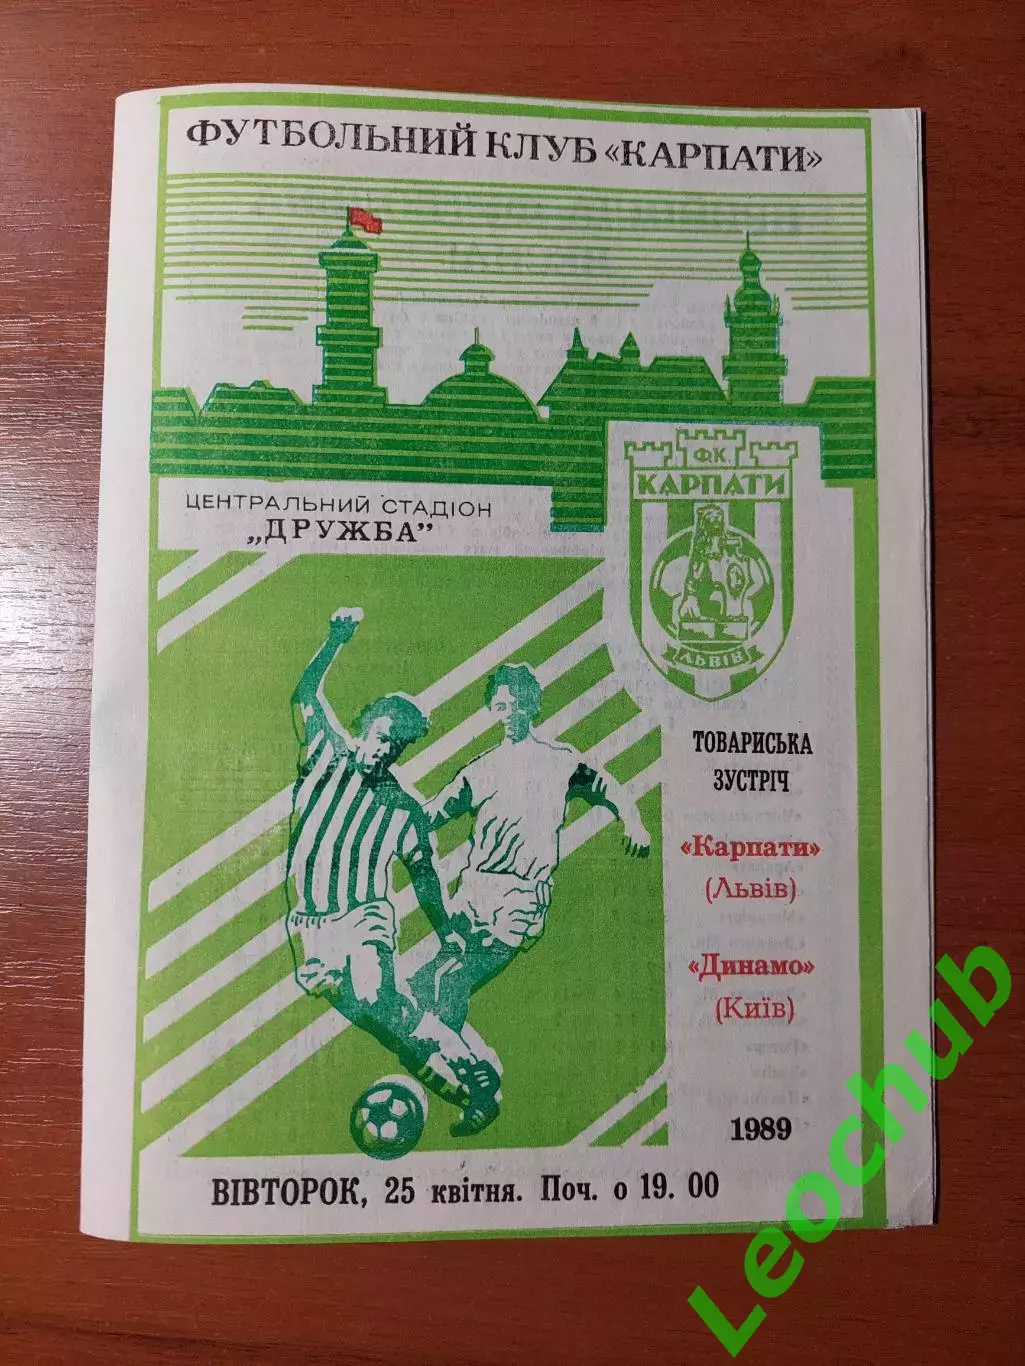 ФУТБОЛЬНИЙ КЛУБ «КАРПАТИ»
Ф.К.
КАРПАТИ
ЛЬВІВ
ЦЕНТРАЛЬНИЙ СТАДІОН
„ДРУЖБА”
ТОВАРИСЬКА
ЗУСТРІЧ
«Карпати»
(Львів)
«Динамо»
(Київ)
1989
ВІВТОРОК, 25 квітня. Поч. о 19. 00
Leochub